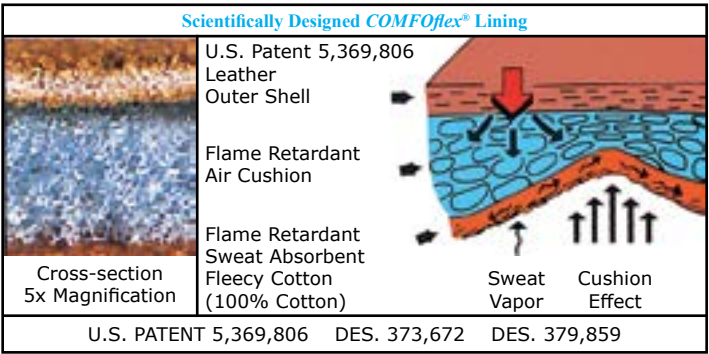 Scientifically Designed COMFOflex® Lining
U.S. Patent 5,369,806
Leather
Outer Shell
Flame Retardant
Air Cushion
Flame Retardant
Sweat Absorbent
Fleecy Cotton
(100% Cotton)
Cross-section
5x Magnification
Sweat
Vapor
Cushion
Effect
U.S. PATENT 5,369,806 DES. 373,672 DES. 379,859